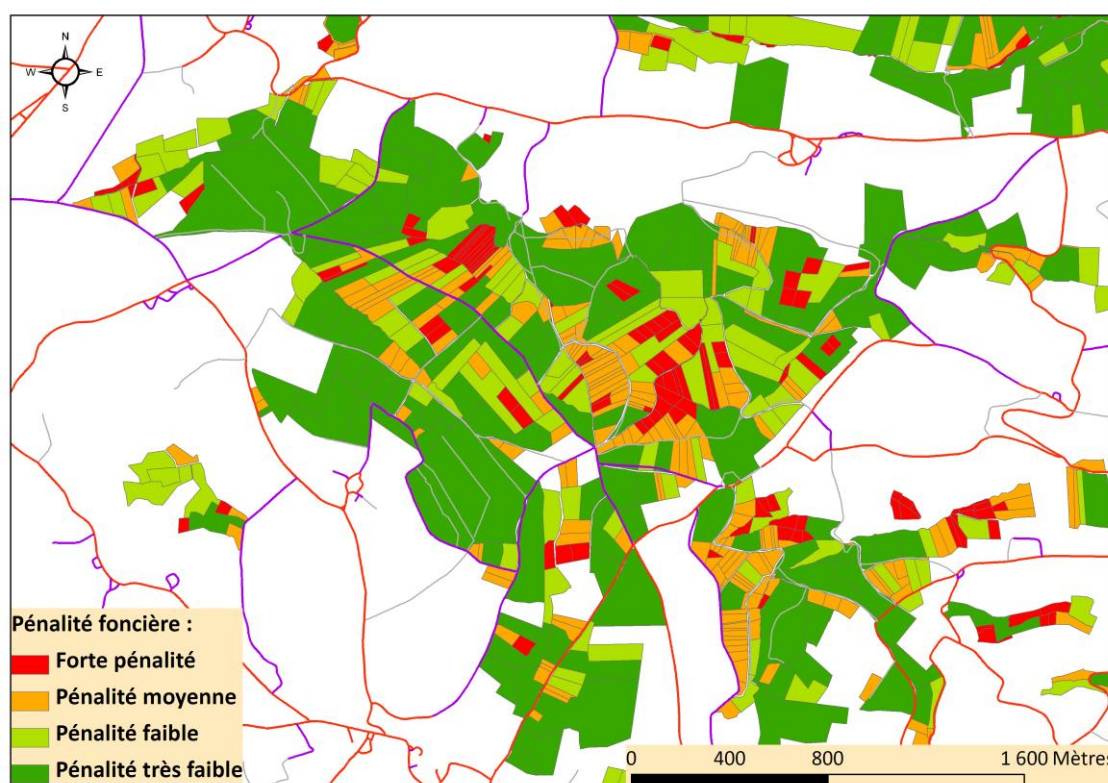 N
W E
S
Pénalité foncière :
Forte pénalité
Pénalité moyenne
Pénalité faible
Pénalité très faible
0 400 800 1 600 Mètres